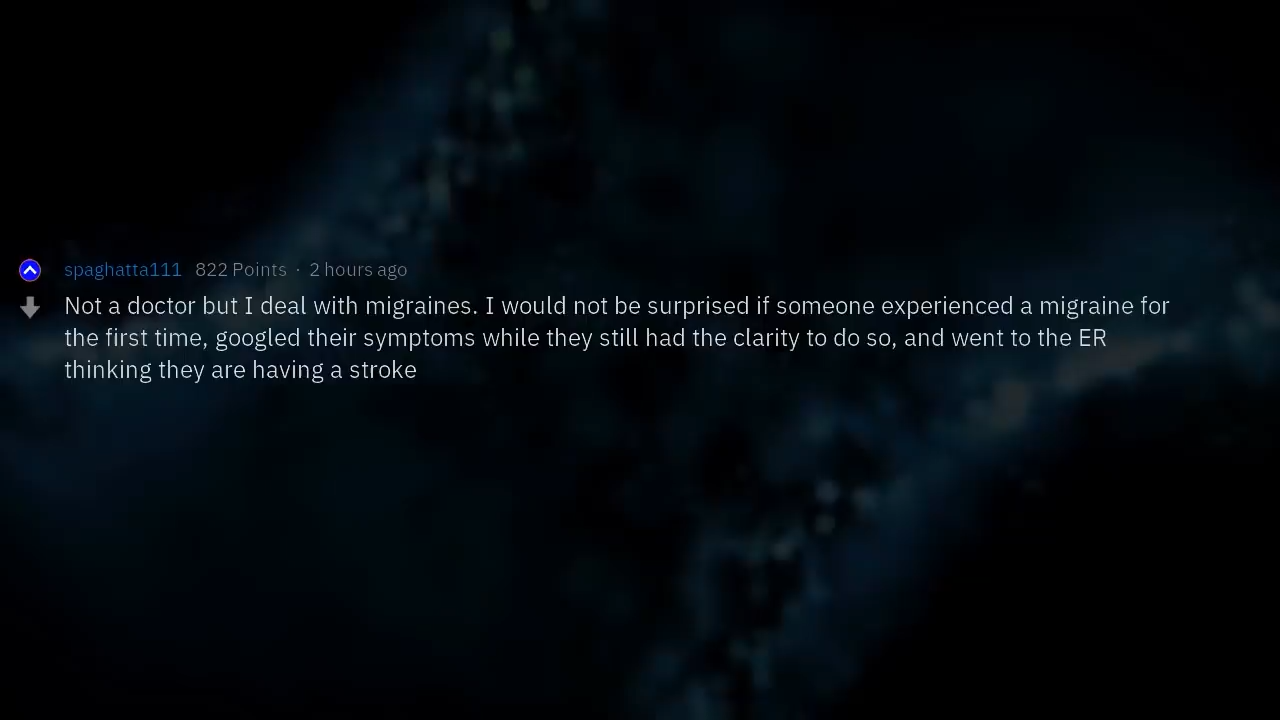 spaghatta111 822 Points · 2 hours ago
Not a doctor but I deal with migraines. I would not be surprised if someone experienced a migraine for
the first time, googled their symptoms while they still had the clarity to do so, and went to the ER
thinking they are having a stroke